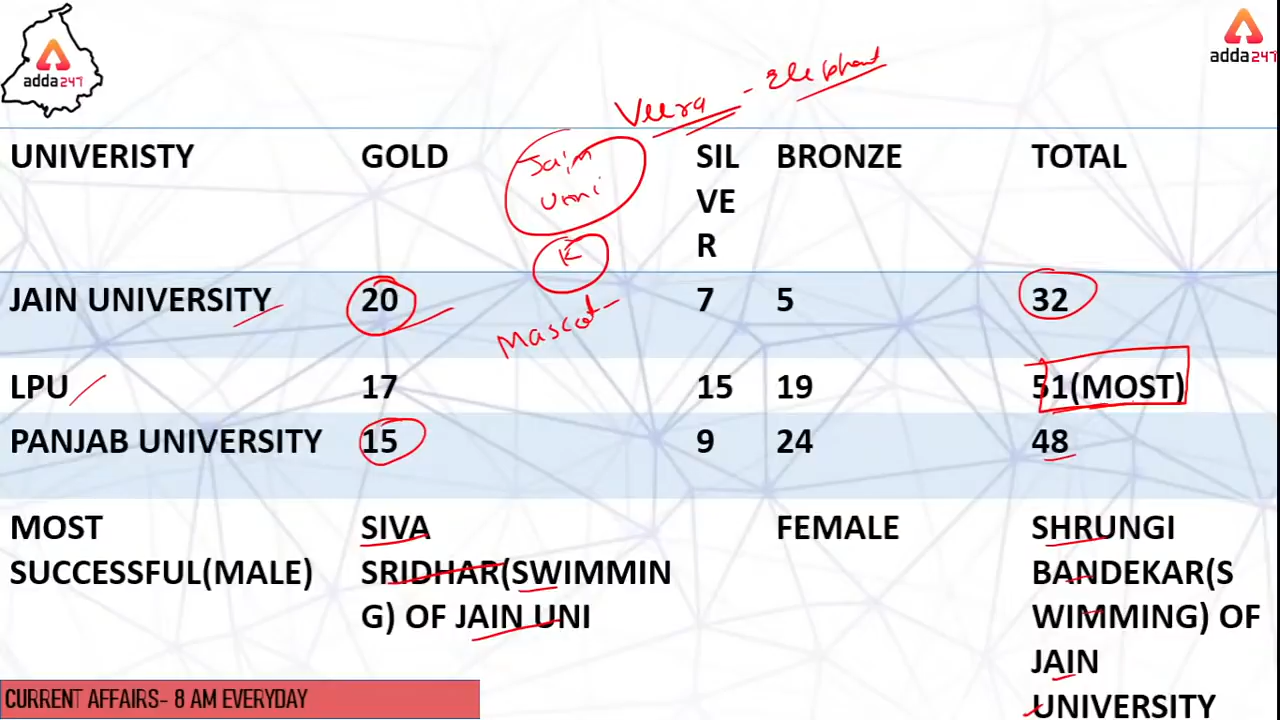 adda247
adda247
Veera - Elephant
UNIVERISTY GOLD SIL BRONZE TOTAL
VE
R
Jain
Uni
K
Mascot-
JAIN UNIVERSITY 20 7 5 32
LPU 17 15 19 51(MOST)
PANJAB UNIVERSITY 15 9 24 48
MOST SIVA FEMALE SHRUNGI
SUCCESSFUL(MALE) SRIDHAR(SWIMMIN BANDEKAR(S
G) OF JAIN UNI WIMMING) OF
JAIN
UNIVERSITY
CURRENT AFFAIRS- 8 AM EVERYDAY